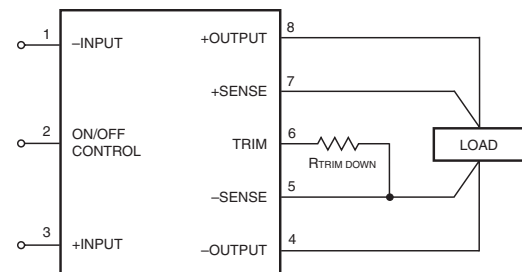 1 –INPUT
+OUTPUT 8
+SENSE 7
2 ON/OFF
CONTROL
TRIM 6
RTRIM DOWN
LOAD
–SENSE 5
3 +INPUT
–OUTPUT 4